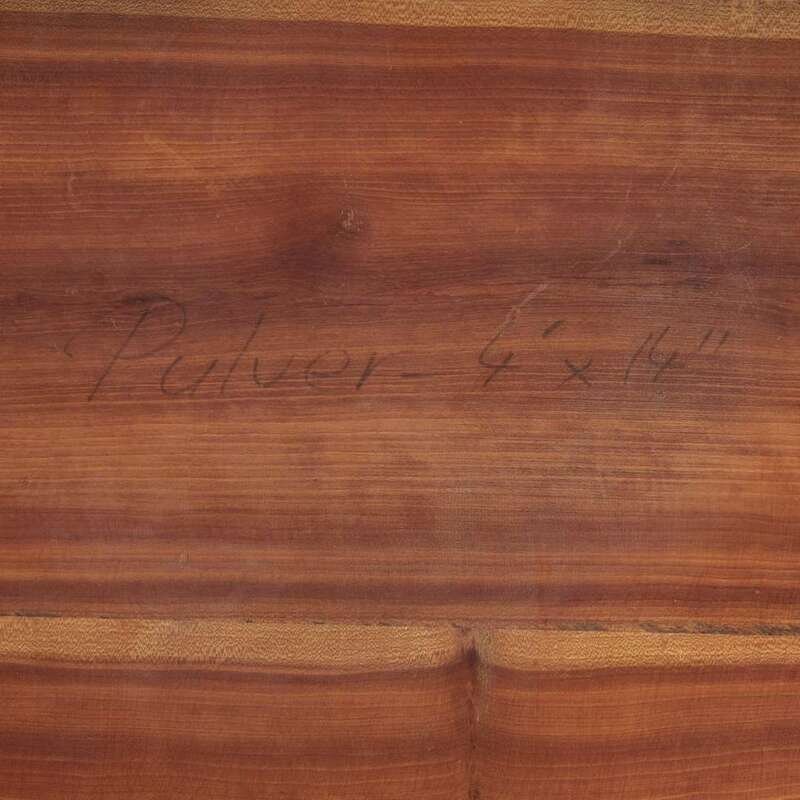 Pulver - 4' x 14"